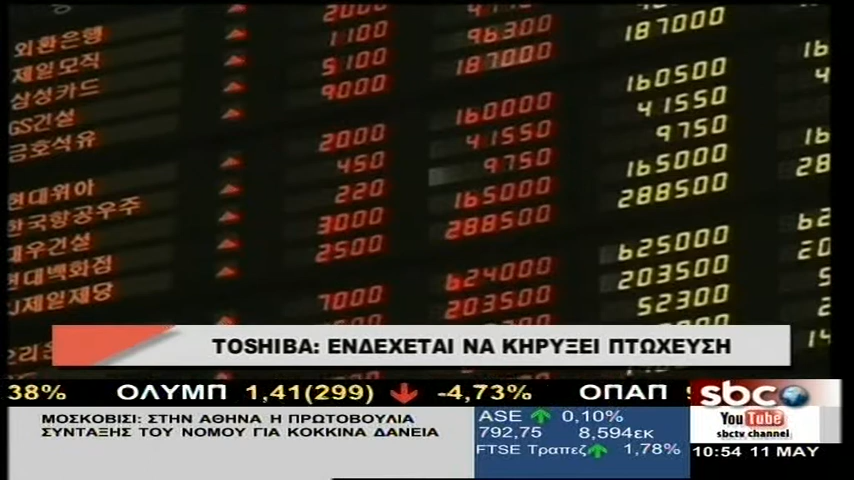 2000
외환은행 1100 96300 187000
제일모직 5100 187000
삼성카드 9000 160500
GS건설 160000 41550
금호석유 2000 41550 9750
450 9750 165000
현대위아 220 165000 288500
한국항공우주 3000 288500
대우건설 2500 625000
현대백화점 624000 203500
CJ제일제당 7000 203500 52300
TOSHIBA: ΕΝΔΕΧΕΤΑΙ ΝΑ ΚΗΡΥΞΕΙ ΠΤΩΧΕΥΣΗ
38% ΟΛΥΜΠ 1,41(299) -4,73% ΟΠΑΠ
sbc
You Tube
sbctv channel
ΜΟΣΚΟΒΙΣΙ: ΣΤΗΝ ΑΘΗΝΑ Η ΠΡΩΤΟΒΟΥΛΙΑ
ΣΥΝΤΑΞΗΣ ΤΟΥ ΝΟΜΟΥ ΓΙΑ ΚΟΚΚΙΝΑ ΔΑΝΕΙΑ
ASE 0,10%
792,75 8,594εκ
FTSE Τραπεζ 1,78%
10:54 11 MAY